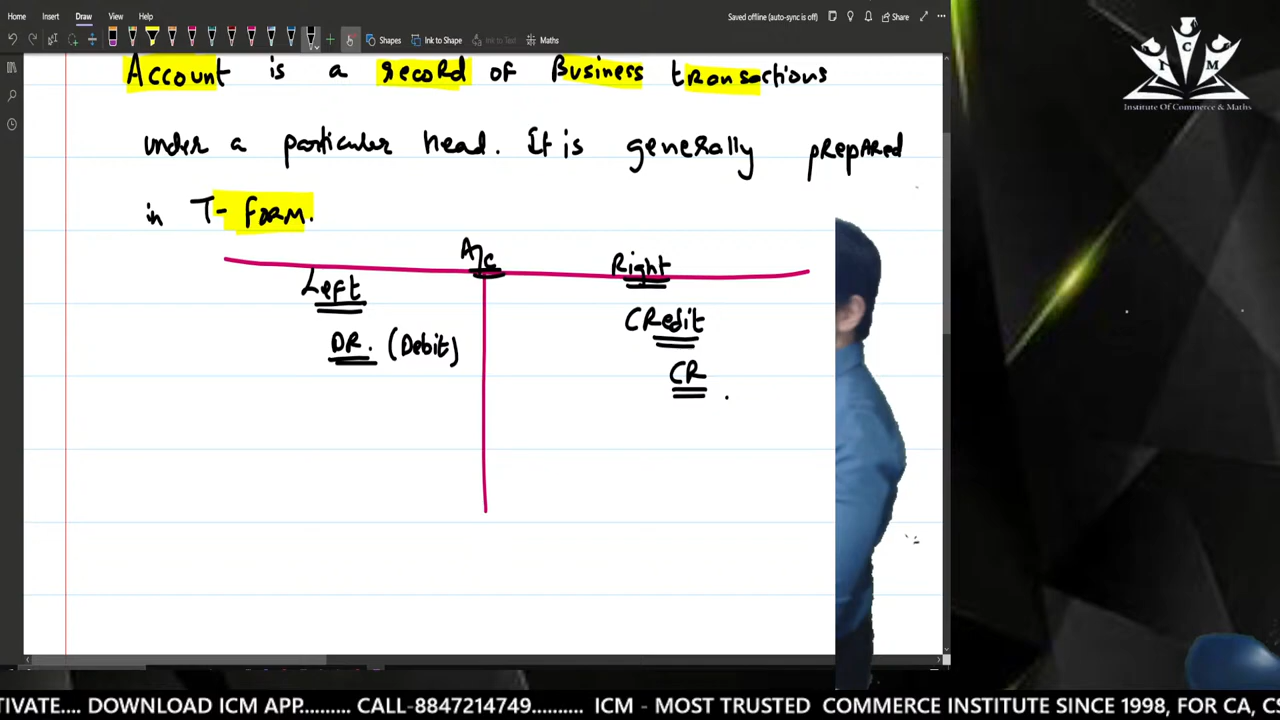 Home Insert Draw View Help
Saved offline (auto-sync is off)
Share
Shapes
Ink to Shape
Ink to Text
Maths
Account is a record of Business transactions
under a particular head. It is generally prepared
in T- Form.
A/c
Left
Right
DR. (Debit)
CRedit
CR
I C M
Institute Of Commerce & Maths
TIVATE.... DOWNLOAD ICM APP......... CALL-8847214749.......... ICM - MOST TRUSTED COMMERCE INSTITUTE SINCE 1998, FOR CA, CS